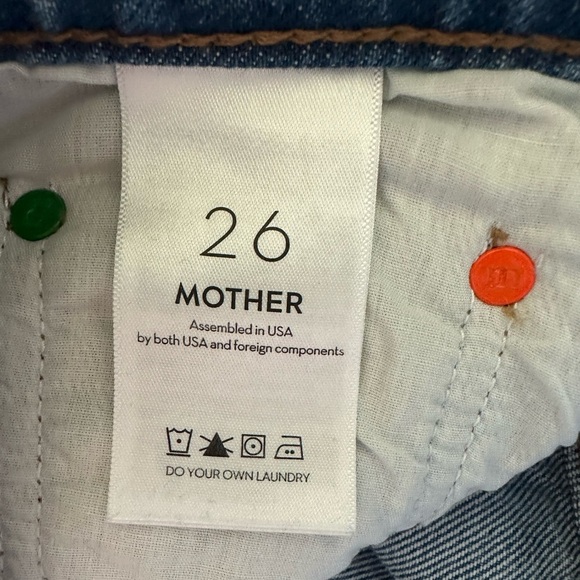 26
MOTHER
Assembled in USA
by both USA and foreign components
DO YOUR OWN LAUNDRY
m